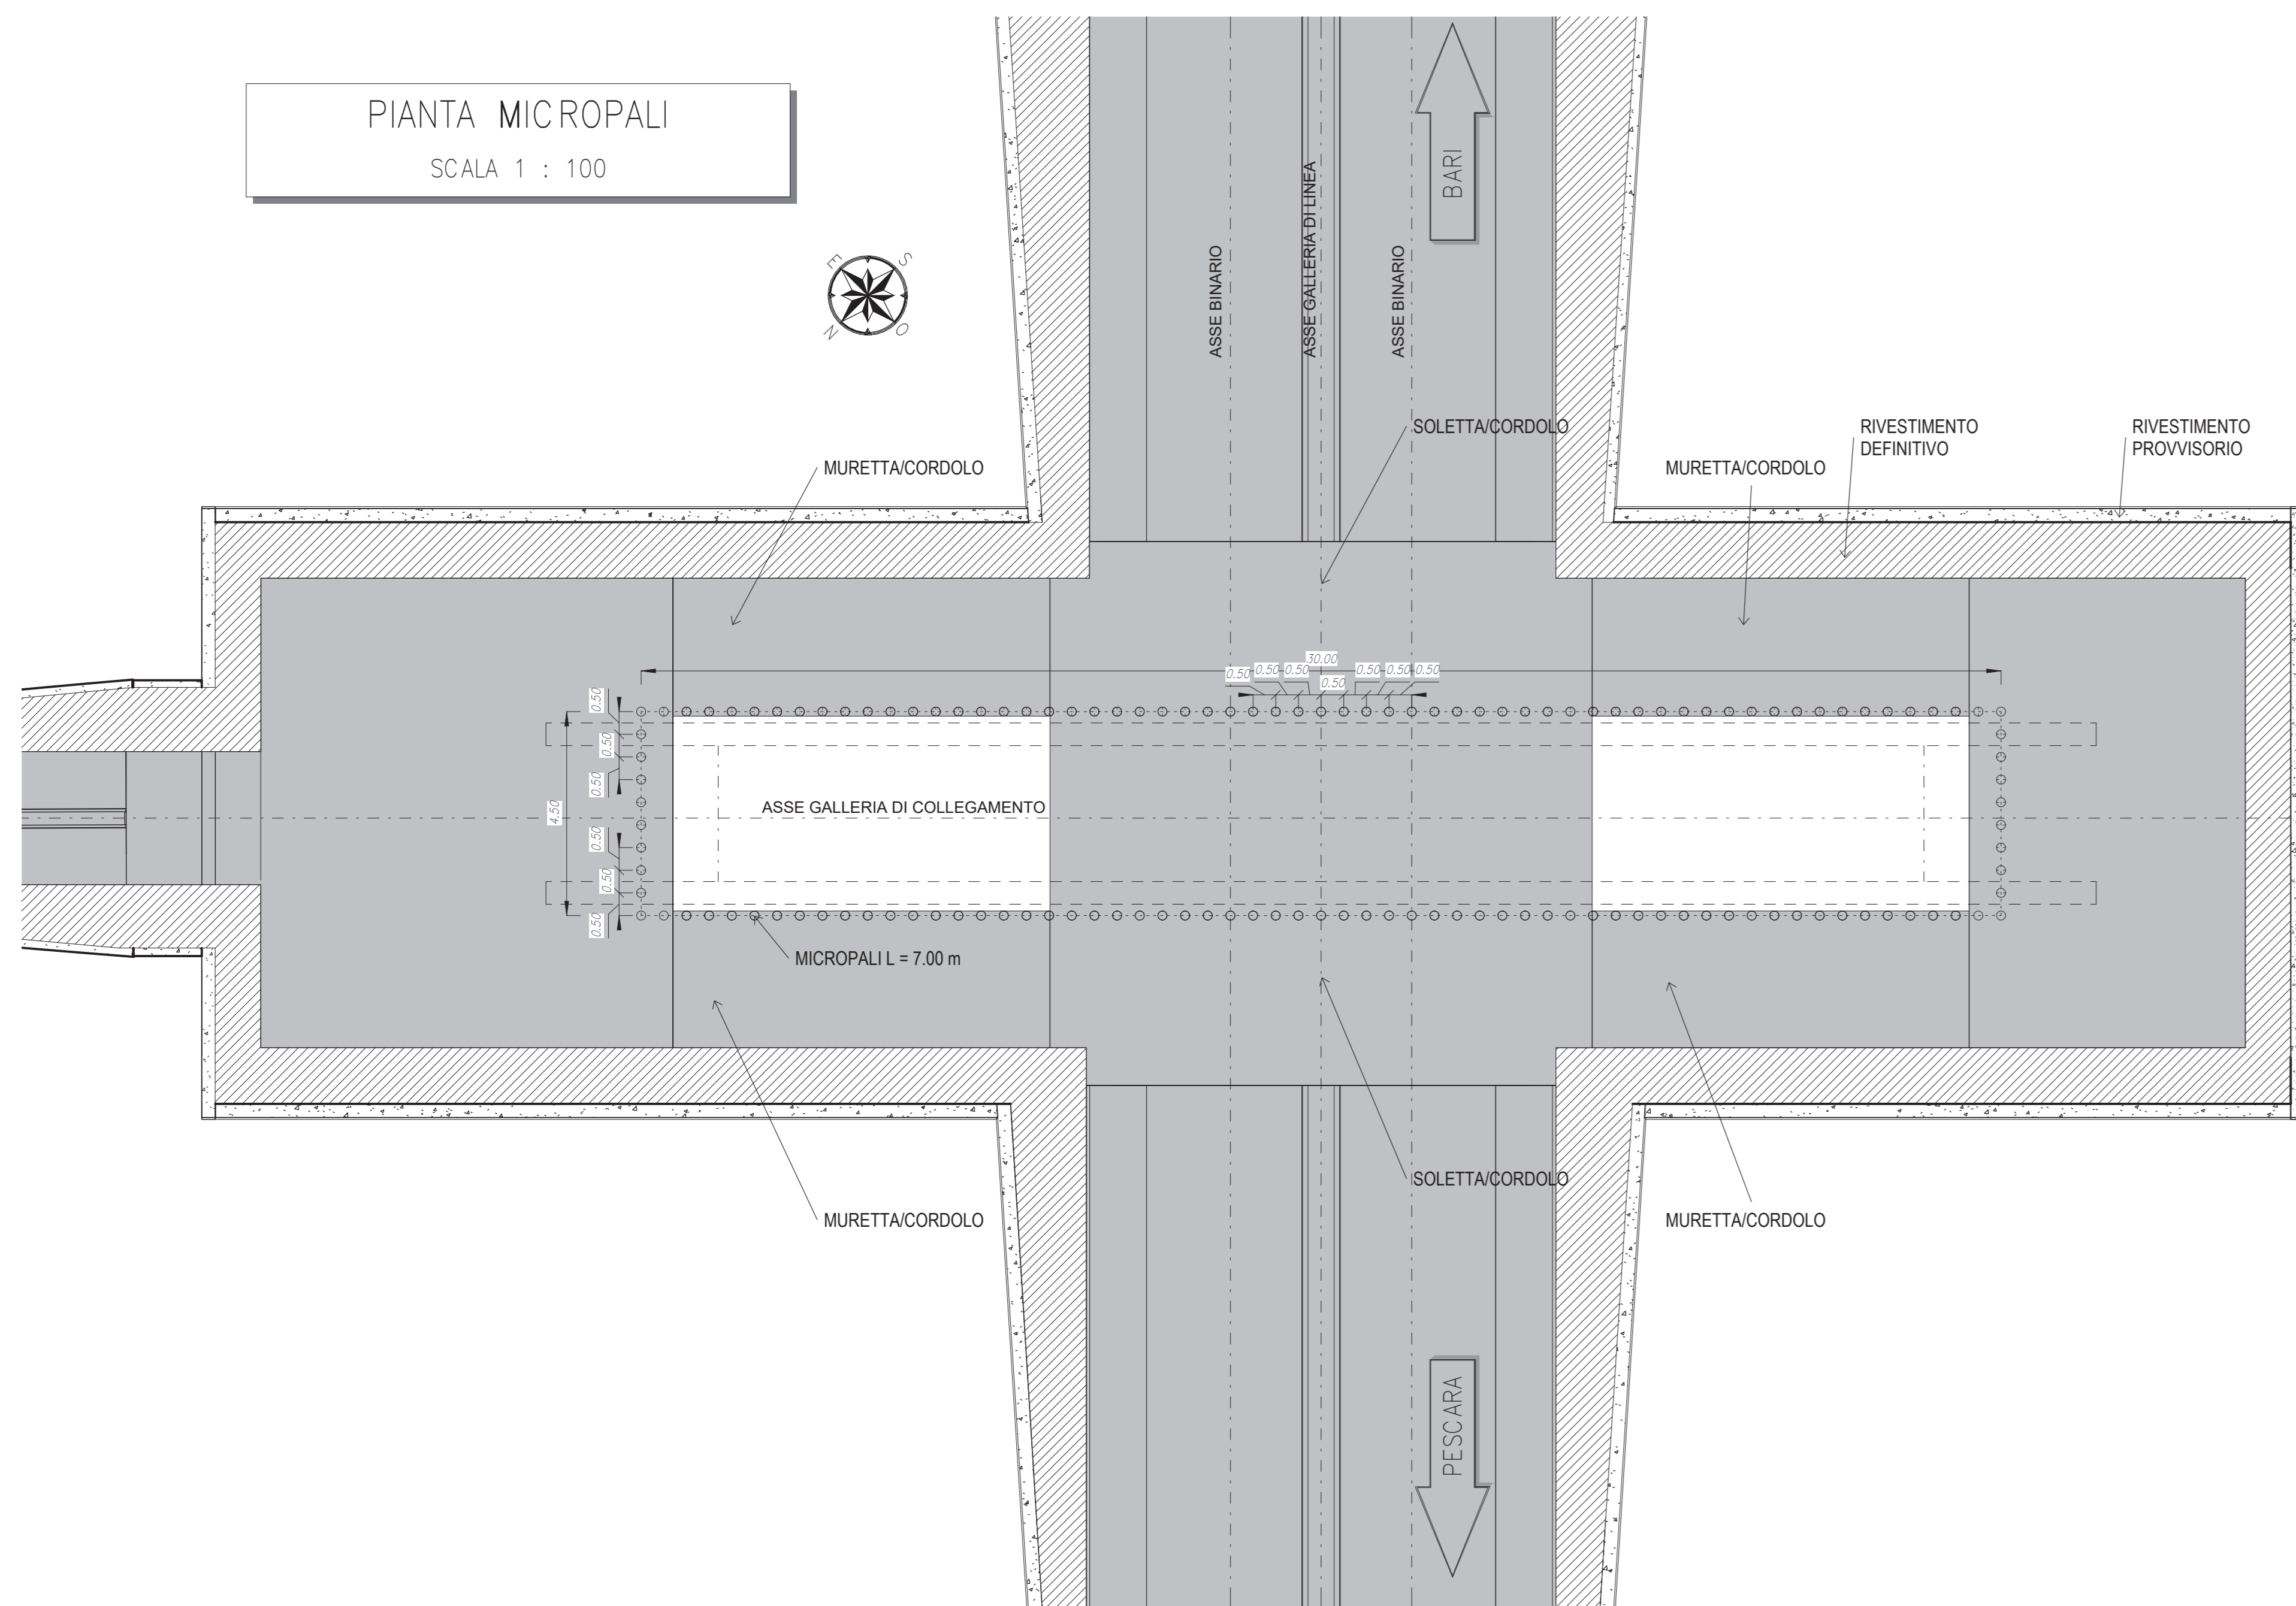 PIANTA MICROPALI
SCALA 1 : 100
E
S
N
O
BARI
ASSE BINARIO
ASSE GALLERIA DI LINEA
ASSE BINARIO
SOLETTA/CORDOLO
MURETTA/CORDOLO
MURETTA/CORDOLO
RIVESTIMENTO
DEFINITIVO
RIVESTIMENTO
PROVVISORIO
30.00
0.50
0.50
0.50
0.50
0.50
0.50
0.50
0.50
0.50
0.50
4.50
0.50
0.50
0.50
ASSE GALLERIA DI COLLEGAMENTO
MICROPALI L = 7.00 m
SOLETTA/CORDOLO
MURETTA/CORDOLO
MURETTA/CORDOLO
PESCARA